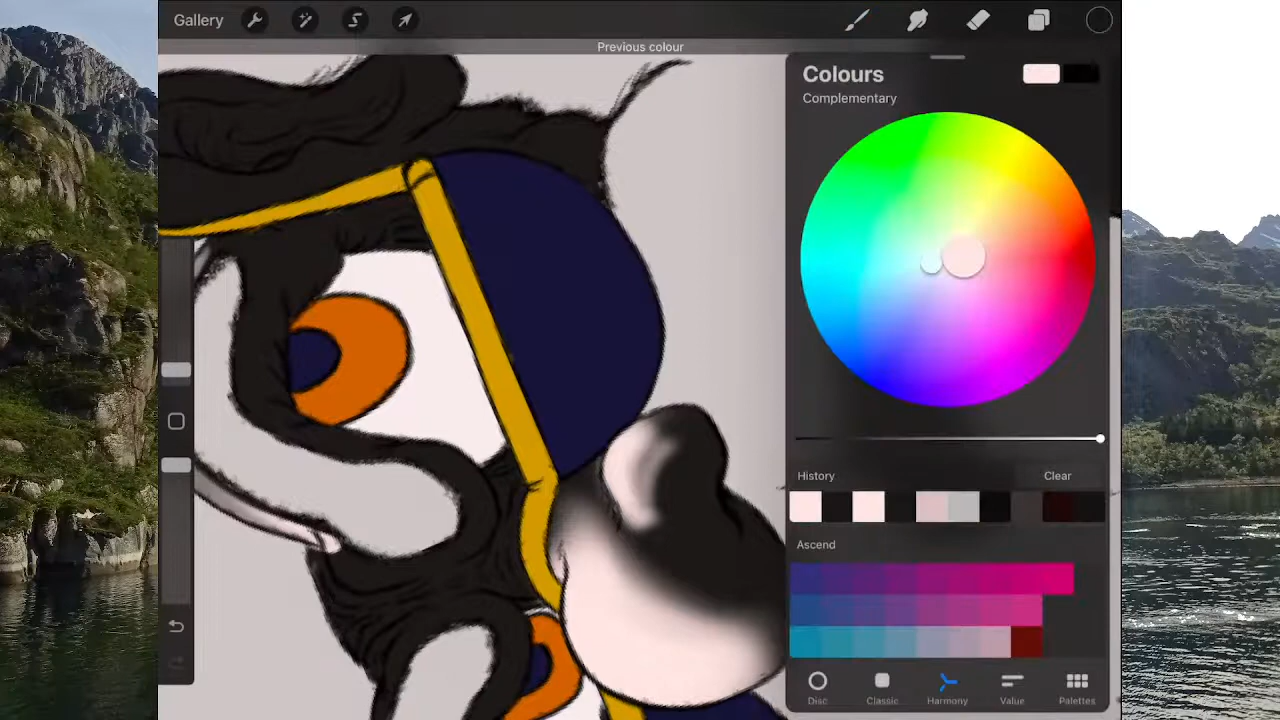 Gallery
Previous colour
Colours
Complementary
History
Clear
Ascend
Disc
Classic
Harmony
Value
Palettes